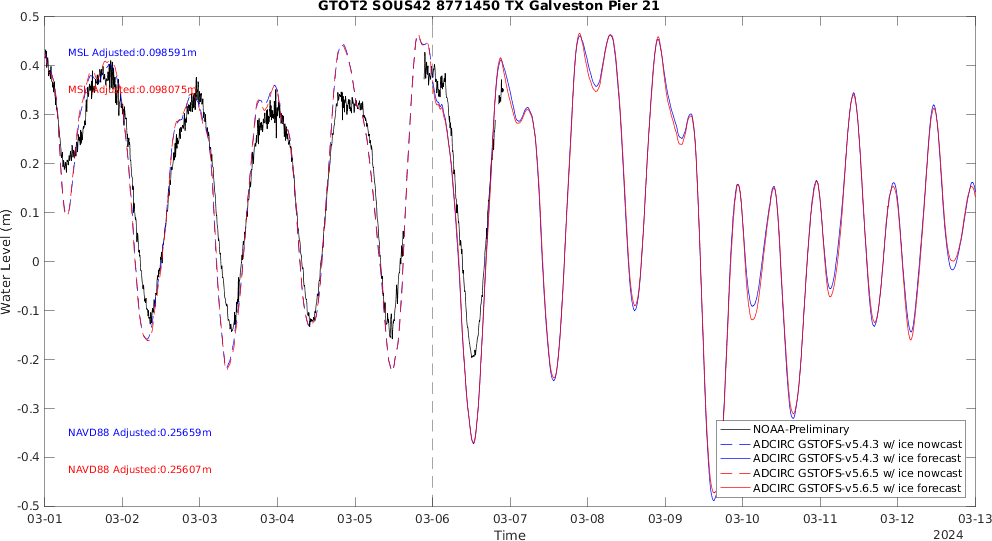 GTOT2 SOUS42 8771450 TX Galveston Pier 21
0.5
0.4
0.3
0.2
0.1
0
-0.1
-0.2
-0.3
-0.4
-0.5
Water Level (m)
MSL Adjusted:0.098591m
MSL Adjusted:0.098075m
NAVD88 Adjusted:0.25659m
NAVD88 Adjusted:0.25607m
NOAA-Preliminary
ADCIRC GSTOFS-v5.4.3 w/ ice nowcast
ADCIRC GSTOFS-v5.4.3 w/ ice forecast
ADCIRC GSTOFS-v5.6.5 w/ ice nowcast
ADCIRC GSTOFS-v5.6.5 w/ ice forecast
03-01 03-02 03-03 03-04 03-05 03-06 03-07 03-08 03-09 03-10 03-11 03-12 03-13
Time
2024